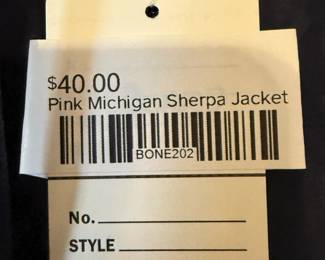 $40.00
Pink Michigan Sherpa Jacket
BONE202
No.
STYLE